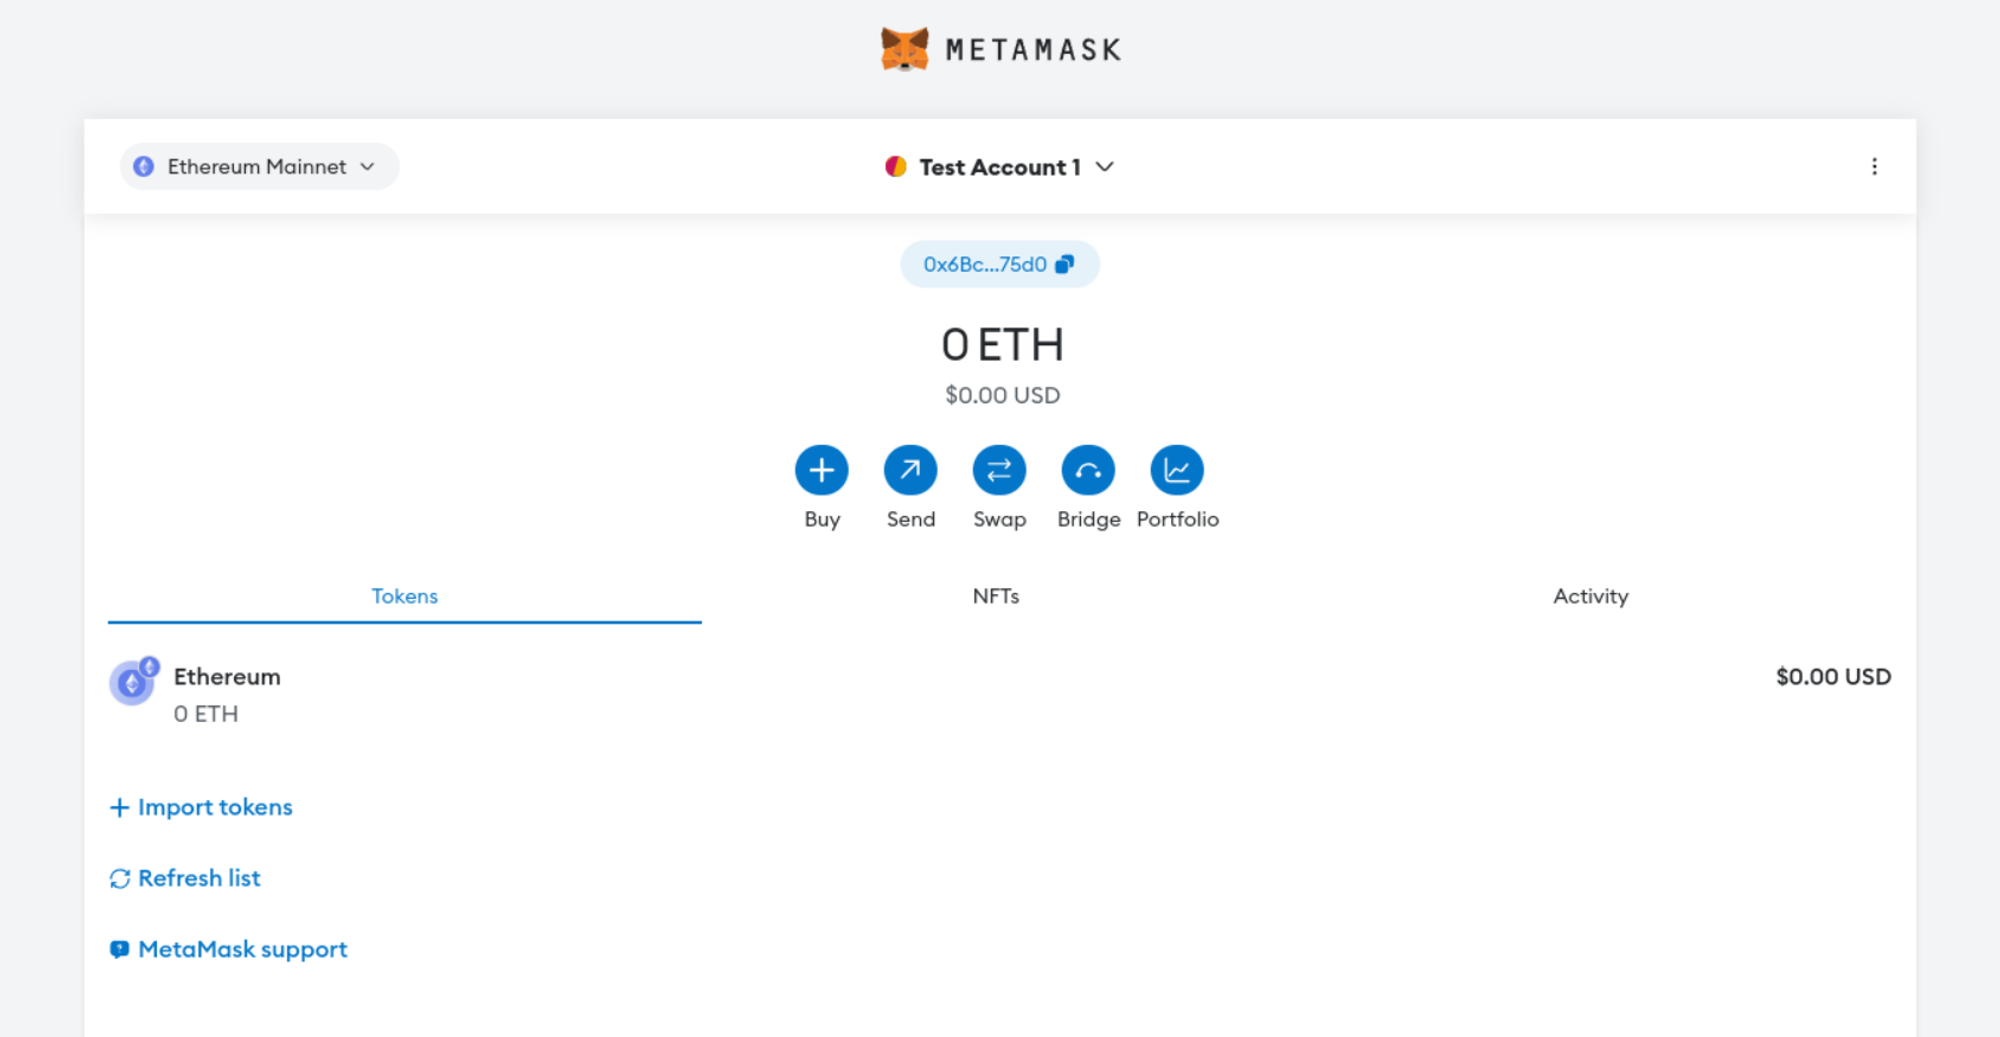 METAMASK
Ethereum Mainnet
Test Account 1
0x6Bc...75d0
0 ETH
$0.00 USD
Buy
Send
Swap
Bridge
Portfolio
Tokens
NFTs
Activity
Ethereum
$0.00 USD
0 ETH
Import tokens
Refresh list
MetaMask support